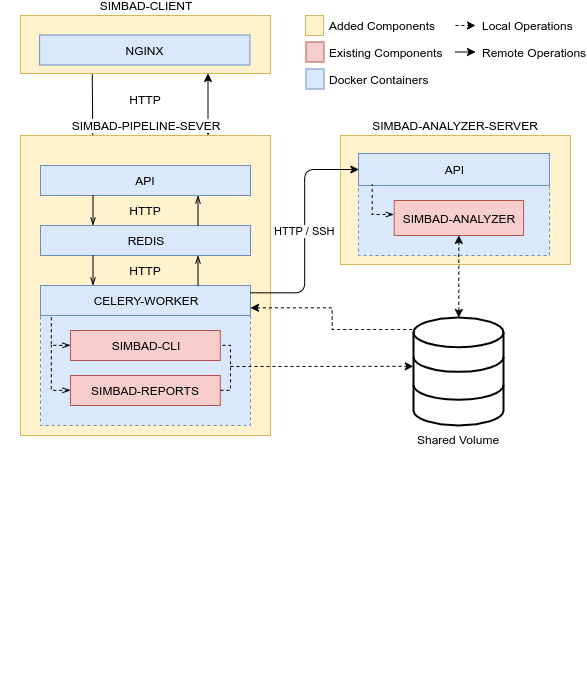 SIMBAD-CLIENT
NGINX
Added Components
Existing Components
Docker Containers
Local Operations
Remote Operations
HTTP
SIMBAD-PIPELINE-SEVER
SIMBAD-ANALYZER-SERVER
API
HTTP
REDIS
HTTP
CELERY-WORKER
SIMBAD-CLI
SIMBAD-REPORTS
HTTP / SSH
API
SIMBAD-ANALYZER
Shared Volume